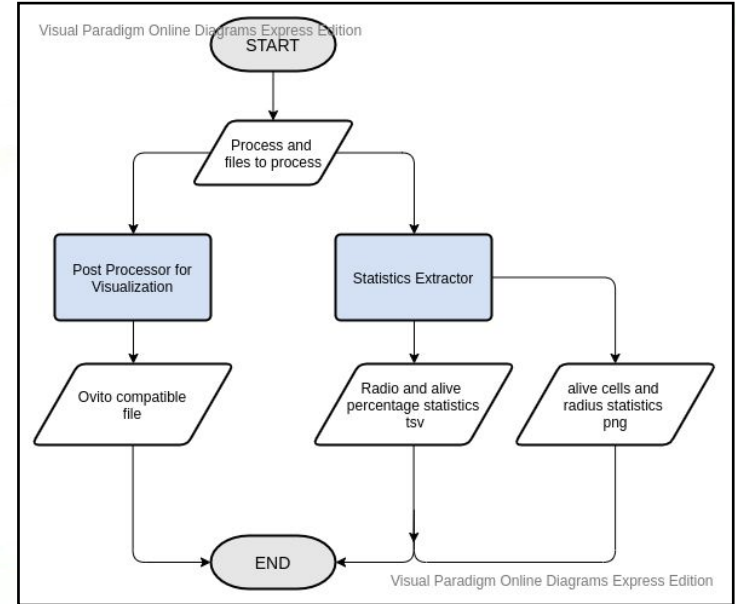 Visual Paradigm Online Diagrams Express Edition
START
Process and
files to process
Post Processor for
Visualization
Statistics Extractor
Ovito compatible
file
Radio and alive
percentage statistics
tsv
alive cells and
radius statistics
png
END
Visual Paradigm Online Diagrams Express Edition